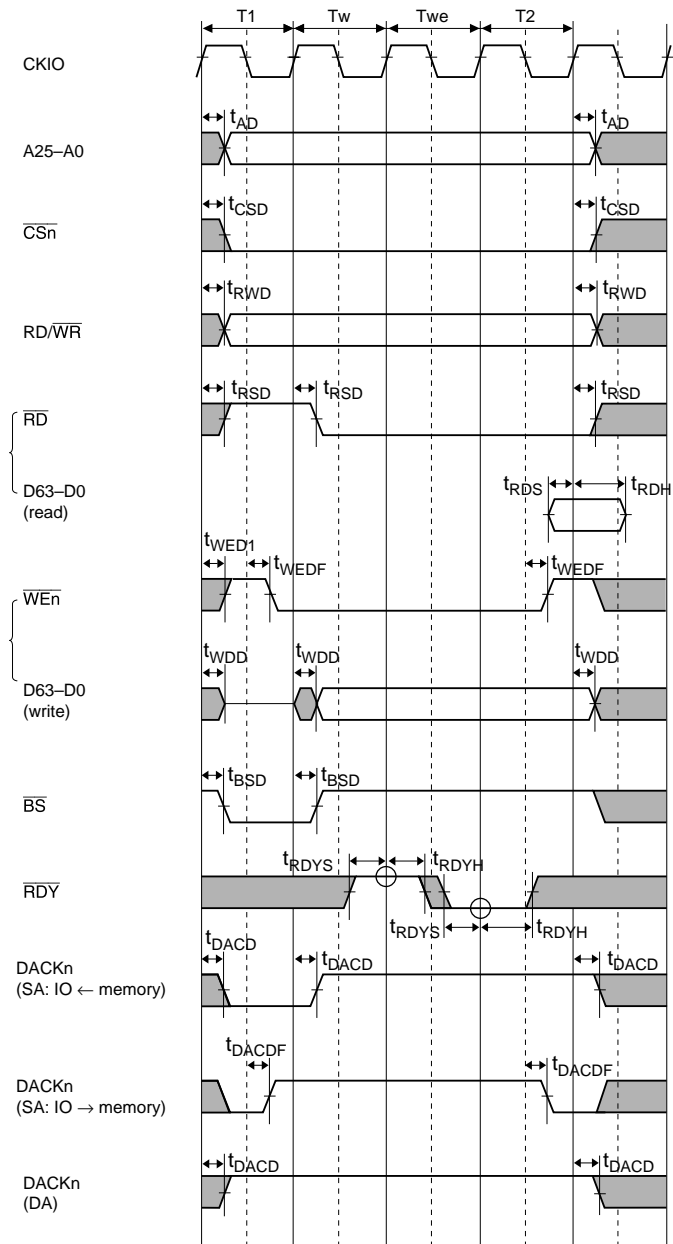 T1 Tw Twe T2
CKIO
tAD tAD
A25–A0
tCSD tCSD
CSn
tRWD tRWD
RD/WR
tRSD tRSD tRSD
RD
tRDS tRDH
D63–D0
(read)
tWED1 tWEDF tWEDF
WEn
tWDD tWDD tWDD
D63–D0
(write)
tBSD tBSD
BS
tRDYS tRDYH
RDY
tRDYS tRDYH
tDACD tDACD tDACD
DACKn
(SA: IO ← memory)
tDACDF tDACDF
DACKn
(SA: IO → memory)
tDACD tDACD
DACKn
(DA)